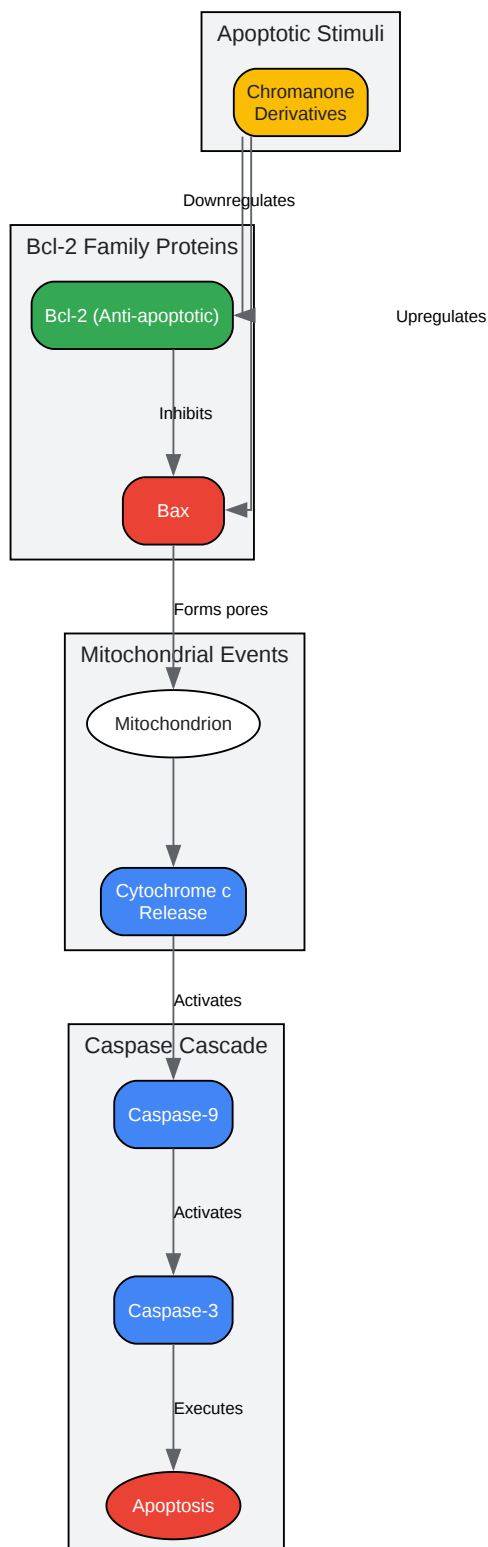 Apoptotic Stimuli
Chromanone
Derivatives
Downregulates
Bcl-2 Family Proteins
Bcl-2 (Anti-apoptotic)
Upregulates
Inhibits
Bax
Forms pores
Mitochondrial Events
Mitochondrion
Cytochrome c
Release
Activates
Caspase Cascade
Caspase-9
Activates
Caspase-3
Executes
Apoptosis